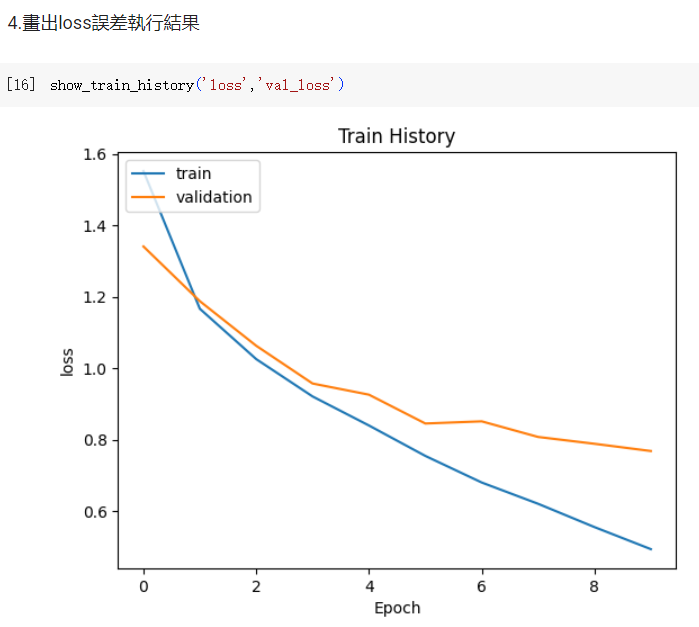 4.畫出loss誤差執行結果
[16] show_train_history('loss','val_loss')
Train History
train
validation
1.6
1.4
1.2
1.0
0.8
0.6
loss
0 2 4 6 8
Epoch